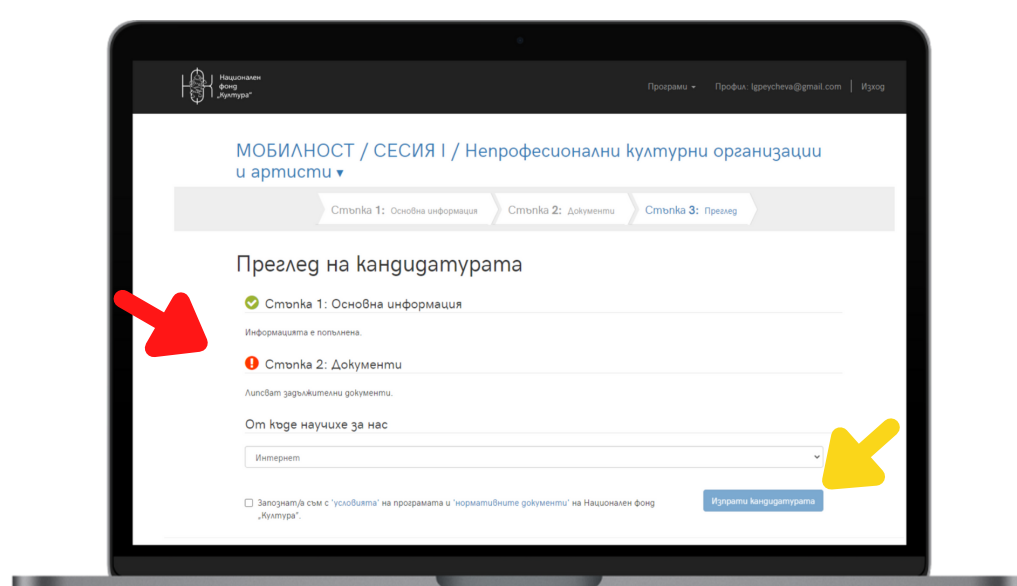 Национален
фонд
„Култура“
Програми
Профил: lgpeycheva@gmail.com
Изход
МОБИЛНОСТ / СЕСИЯ I / Непрофесионални културни организации
и артисти
Стъпка 1: Основна информация
Стъпка 2: Документи
Стъпка 3: Преглед
Преглед на кандидатурата
Стъпка 1: Основна информация
Информацията е попълнена.
Стъпка 2: Документи
Липсват задължителни документи.
От къде научихе за нас
Интернет
Запознат/а съм с 'условията' на програмата и 'нормативните документи' на Национален фонд
„Култура“.
Изпрати кандидатурата